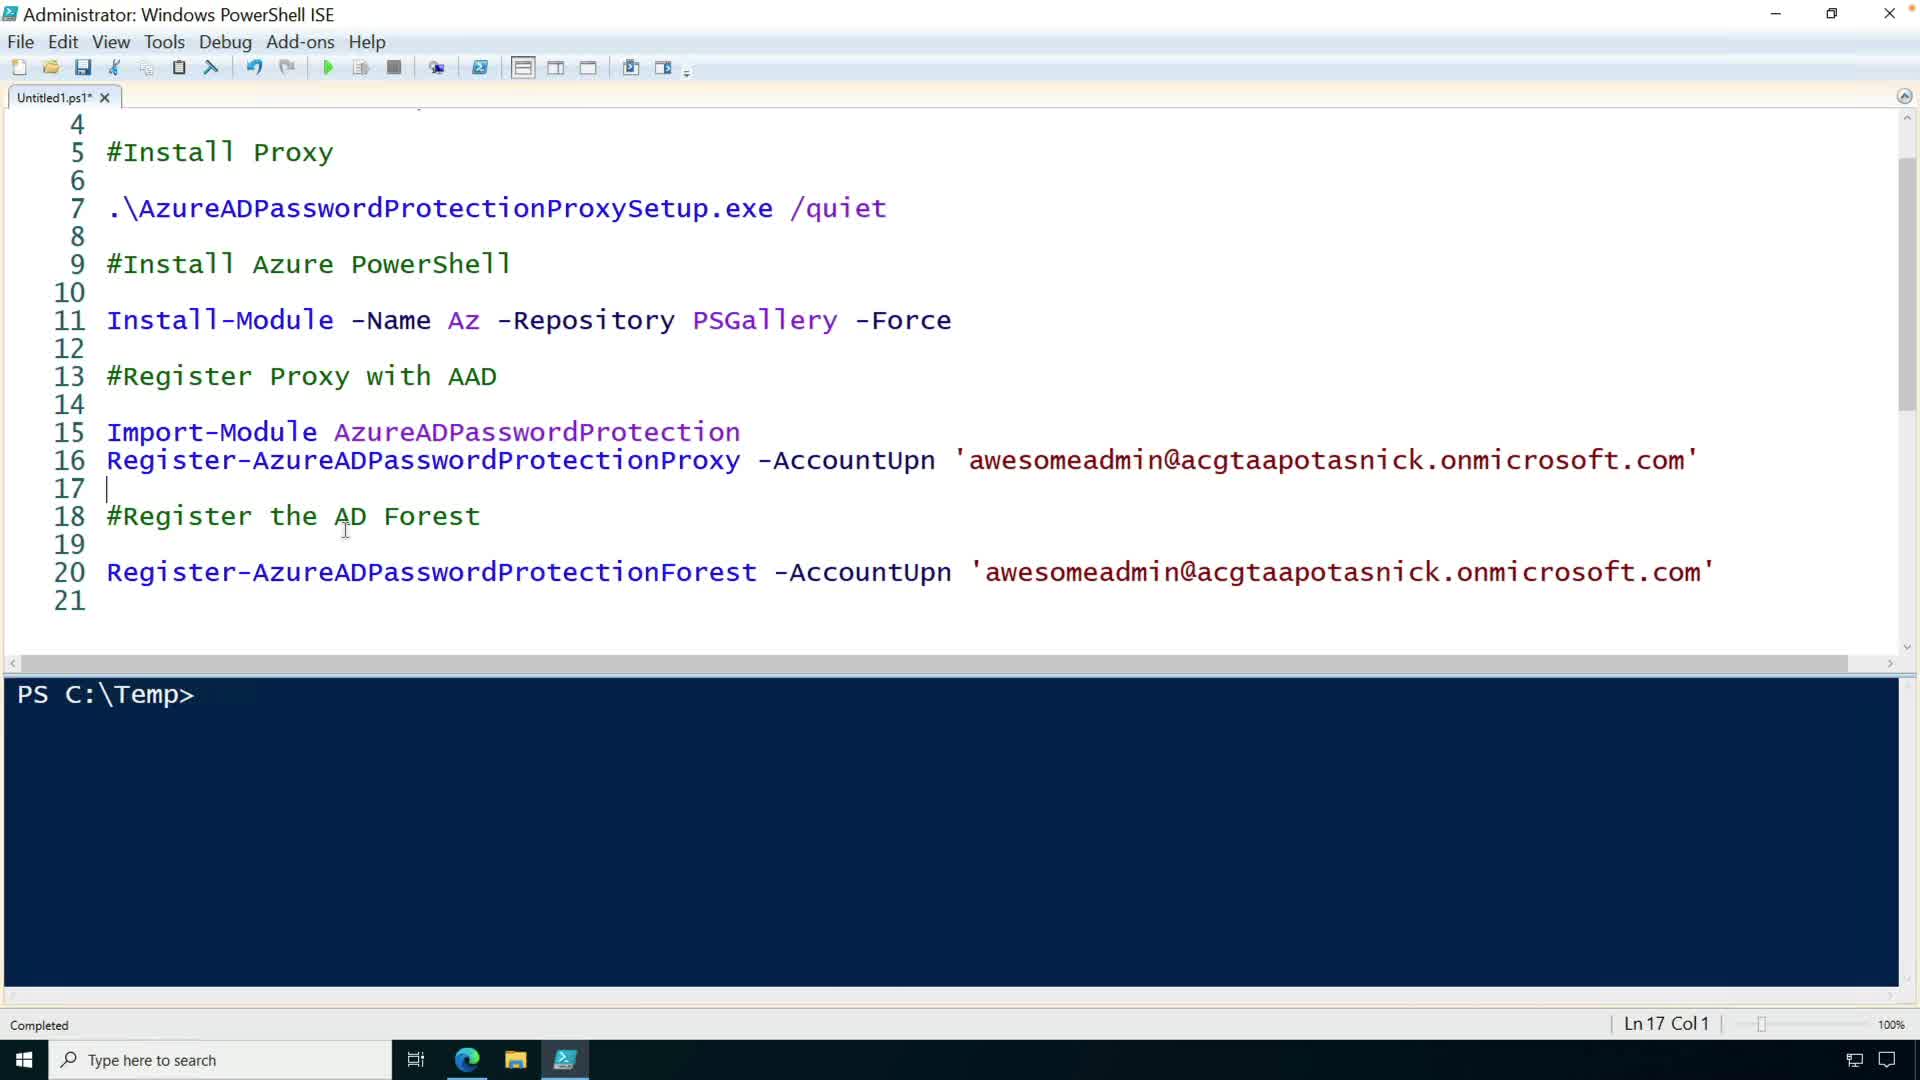 Administrator: Windows PowerShell ISE
File Edit View Tools Debug Add-ons Help
Untitled1.ps1*
4
5 #Install Proxy
6
7 .\AzureADPasswordProtectionProxySetup.exe /quiet
8
9 #Install Azure PowerShell
10
11 Install-Module -Name Az -Repository PSGallery -Force
12
13 #Register Proxy with AAD
14
15 Import-Module AzureADPasswordProtection
16 Register-AzureADPasswordProtectionProxy -AccountUpn 'awesomeadmin@acgtaapotasnick.onmicrosoft.com'
17
18 #Register the AD Forest
19
20 Register-AzureADPasswordProtectionForest -AccountUpn 'awesomeadmin@acgtaapotasnick.onmicrosoft.com'
21
PS C:\Temp>
Completed Ln 17 Col 1 100%
Type here to search